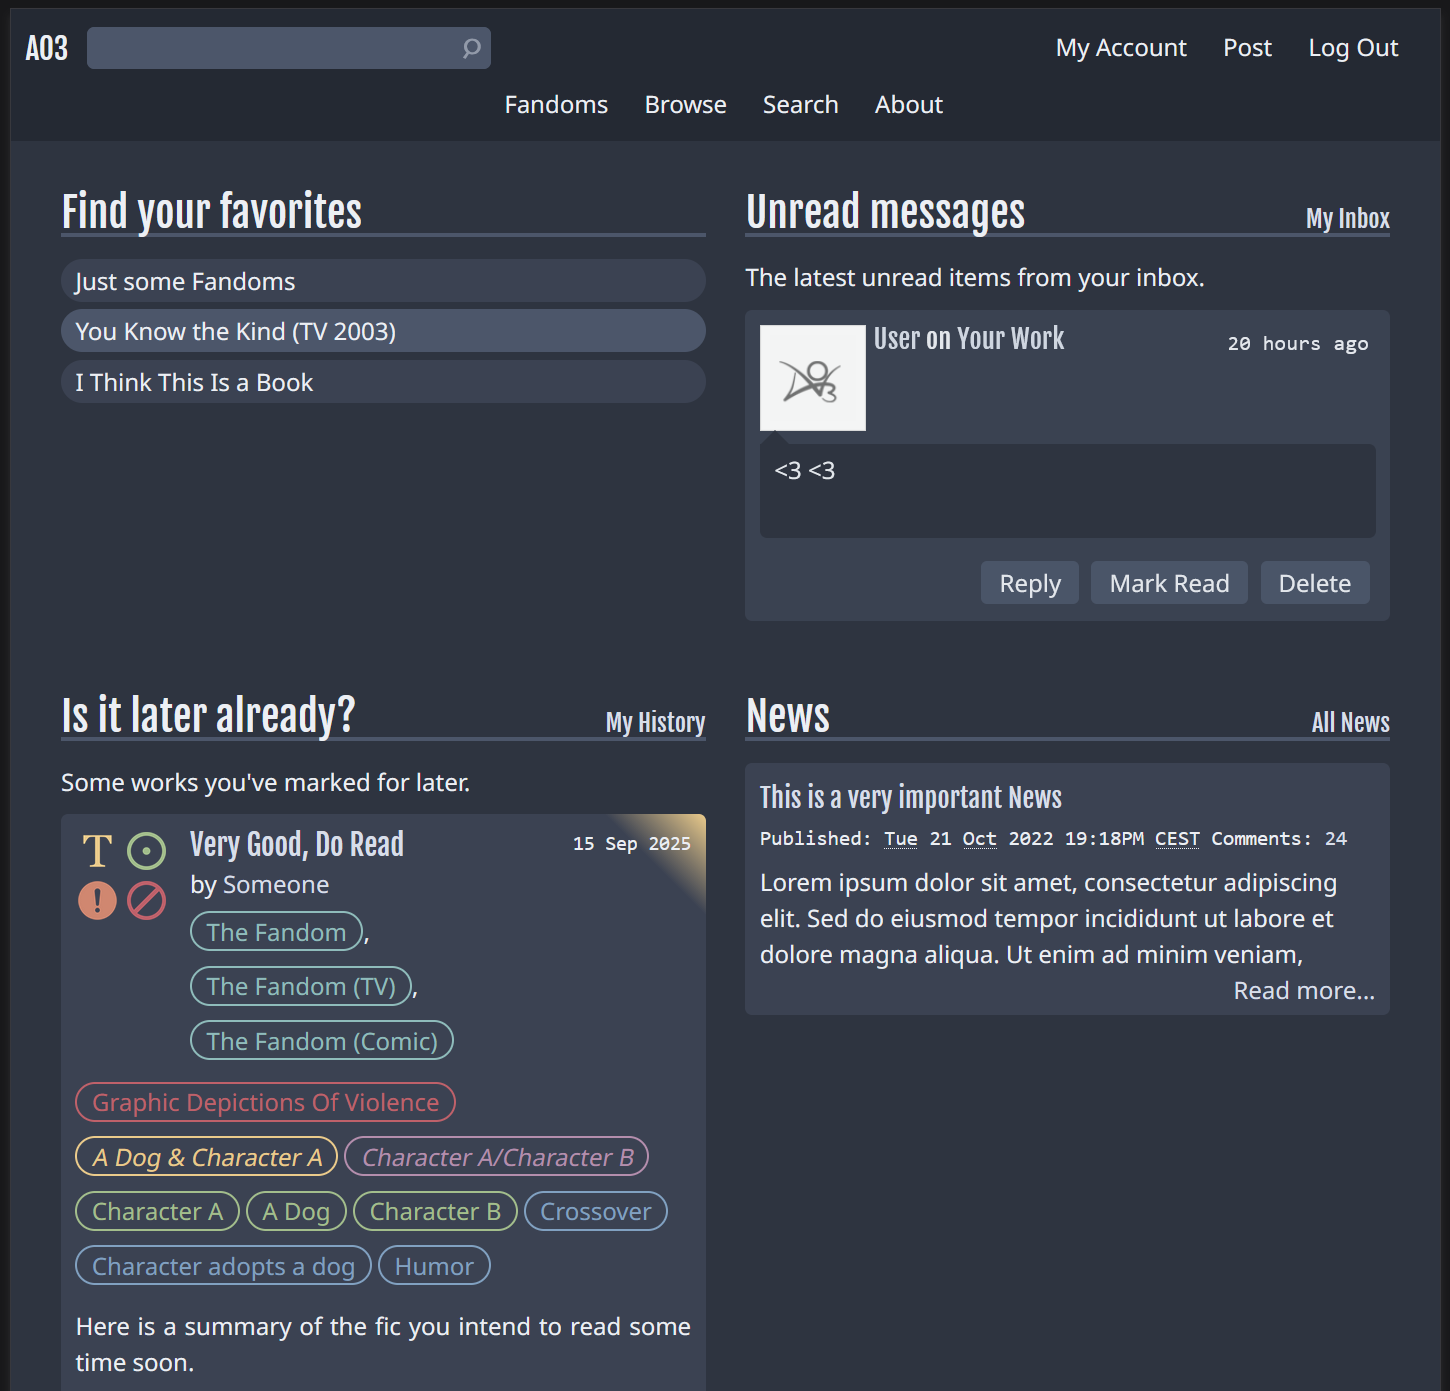 AO3
My Account Post Log Out
Fandoms Browse Search About
Find your favorites
Just some Fandoms
You Know the Kind (TV 2003)
I Think This Is a Book
Unread messages My Inbox
The latest unread items from your inbox.
User on Your Work 20 hours ago
<3 <3
Reply Mark Read Delete
Is it later already? My History
Some works you've marked for later.
T Very Good, Do Read 15 Sep 2025
by Someone
The Fandom,
The Fandom (TV),
The Fandom (Comic)
Graphic Depictions Of Violence
A Dog & Character A Character A/Character B
Character A A Dog Character B Crossover
Character adopts a dog Humor
Here is a summary of the fic you intend to read some
time soon.
News All News
This is a very important News
Published: Tue 21 Oct 2022 19:18PM CEST Comments: 24
Lorem ipsum dolor sit amet, consectetur adipiscing
elit. Sed do eiusmod tempor incididunt ut labore et
dolore magna aliqua. Ut enim ad minim veniam,
Read more...